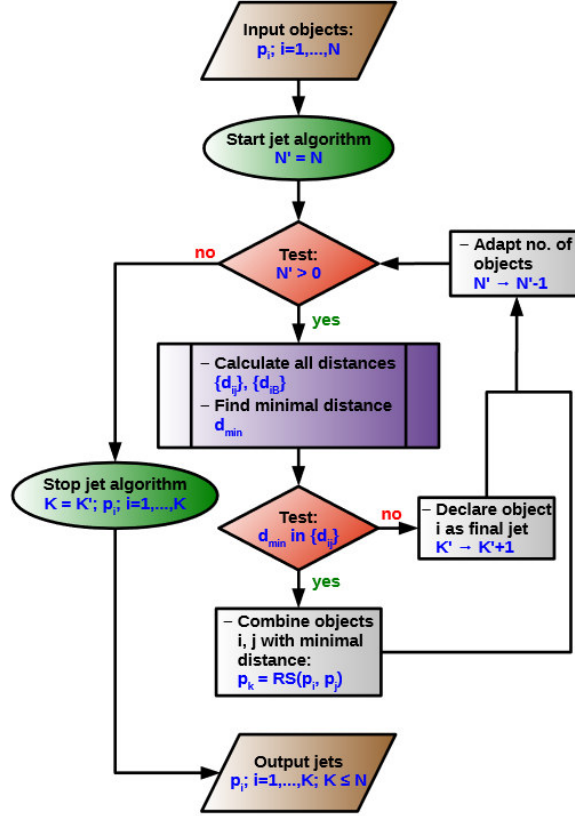 Input objects:
pᵢ; i=1,...,N
Start jet algorithm
N' = N
no
Test:
N' > 0
– Adapt no. of
objects
N' → N'-1
yes
– Calculate all distances
{dᵢⱼ}, {dᵢB}
– Find minimal distance
dₘᵢₙ
Stop jet algorithm
K = K'; pᵢ; i=1,...,K
Test:
dₘᵢₙ in {dᵢⱼ}
no
– Declare object
i as final jet
K' → K'+1
yes
– Combine objects
i, j with minimal
distance:
pₖ = RS(pᵢ, pⱼ)
Output jets
pᵢ; i=1,...,K; K ≤ N